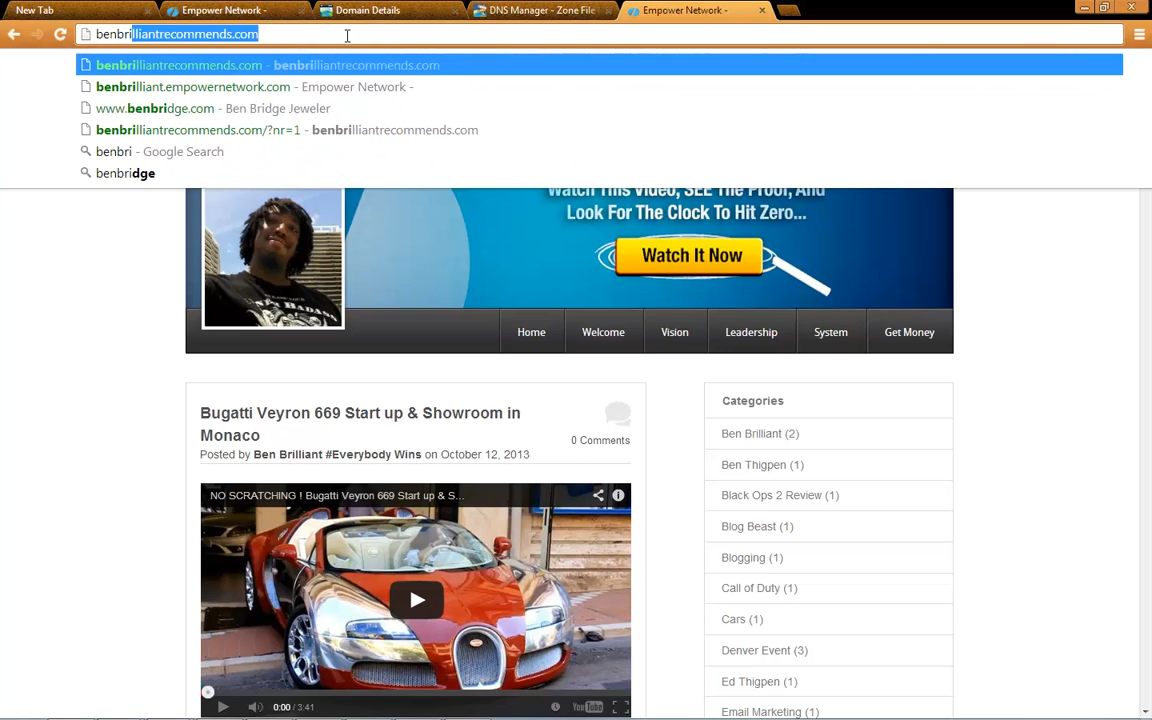 New Tab
Empower Network -
Domain Details
DNS Manager - Zone File
Empower Network -
benbrilliantrecommends.com
benbrilliantrecommends.com - benbrilliantrecommends.com
benbrilliant.empowernetwork.com - Empower Network -
www.benbridge.com - Ben Bridge Jeweler
benbrilliantrecommends.com/?nr=1 - benbrilliantrecommends.com
benbri - Google Search
benbridge
Watch This Video, SEE The Proof, And
Look For The Clock To Hit Zero...
Watch It Now
Home
Welcome
Vision
Leadership
System
Get Money
Bugatti Veyron 669 Start up & Showroom in
Monaco
0 Comments
Posted by Ben Brilliant #Everybody Wins on October 12, 2013
NO SCRATCHING ! Bugatti Veyron 669 Start up & S...
0:00 / 3:41
YouTube
Categories
Ben Brilliant (2)
Ben Thigpen (1)
Black Ops 2 Review (1)
Blog Beast (1)
Blogging (1)
Call of Duty (1)
Cars (1)
Denver Event (3)
Ed Thigpen (1)
Email Marketing (1)